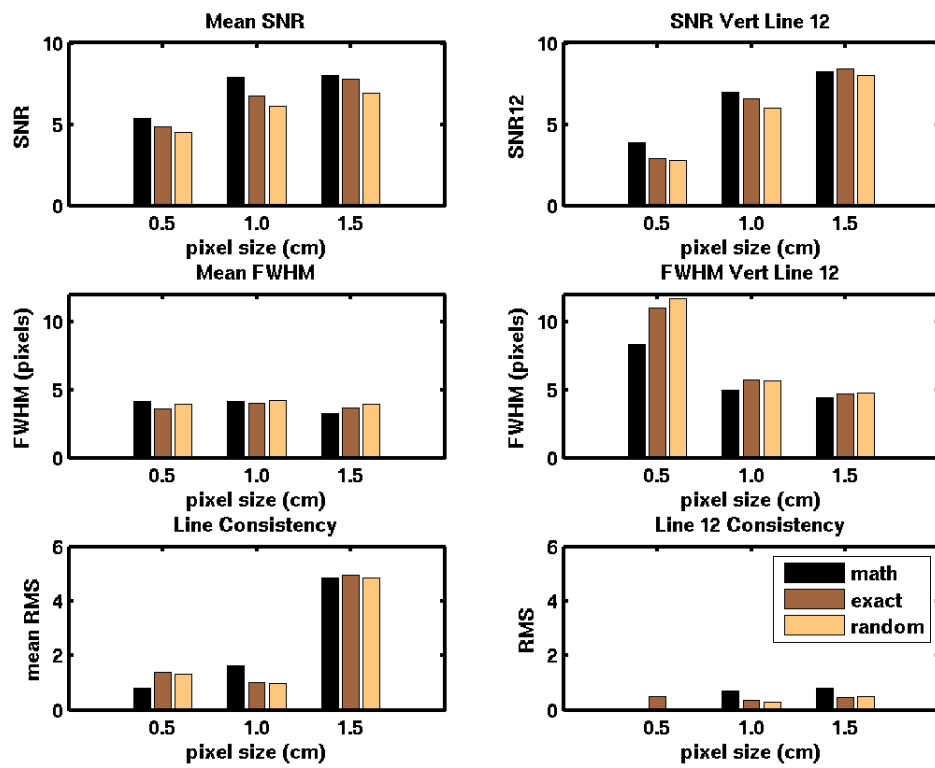 Mean SNR
10
5
0
SNR
0.5 1.0 1.5
pixel size (cm)
SNR Vert Line 12
10
5
0
SNR12
0.5 1.0 1.5
pixel size (cm)
Mean FWHM
10
5
0
FWHM (pixels)
0.5 1.0 1.5
pixel size (cm)
FWHM Vert Line 12
10
5
0
FWHM (pixels)
0.5 1.0 1.5
pixel size (cm)
Line Consistency
6
4
2
0
mean RMS
0.5 1.0 1.5
pixel size (cm)
Line 12 Consistency
6
4
2
0
RMS
math
exact
random
0.5 1.0 1.5
pixel size (cm)